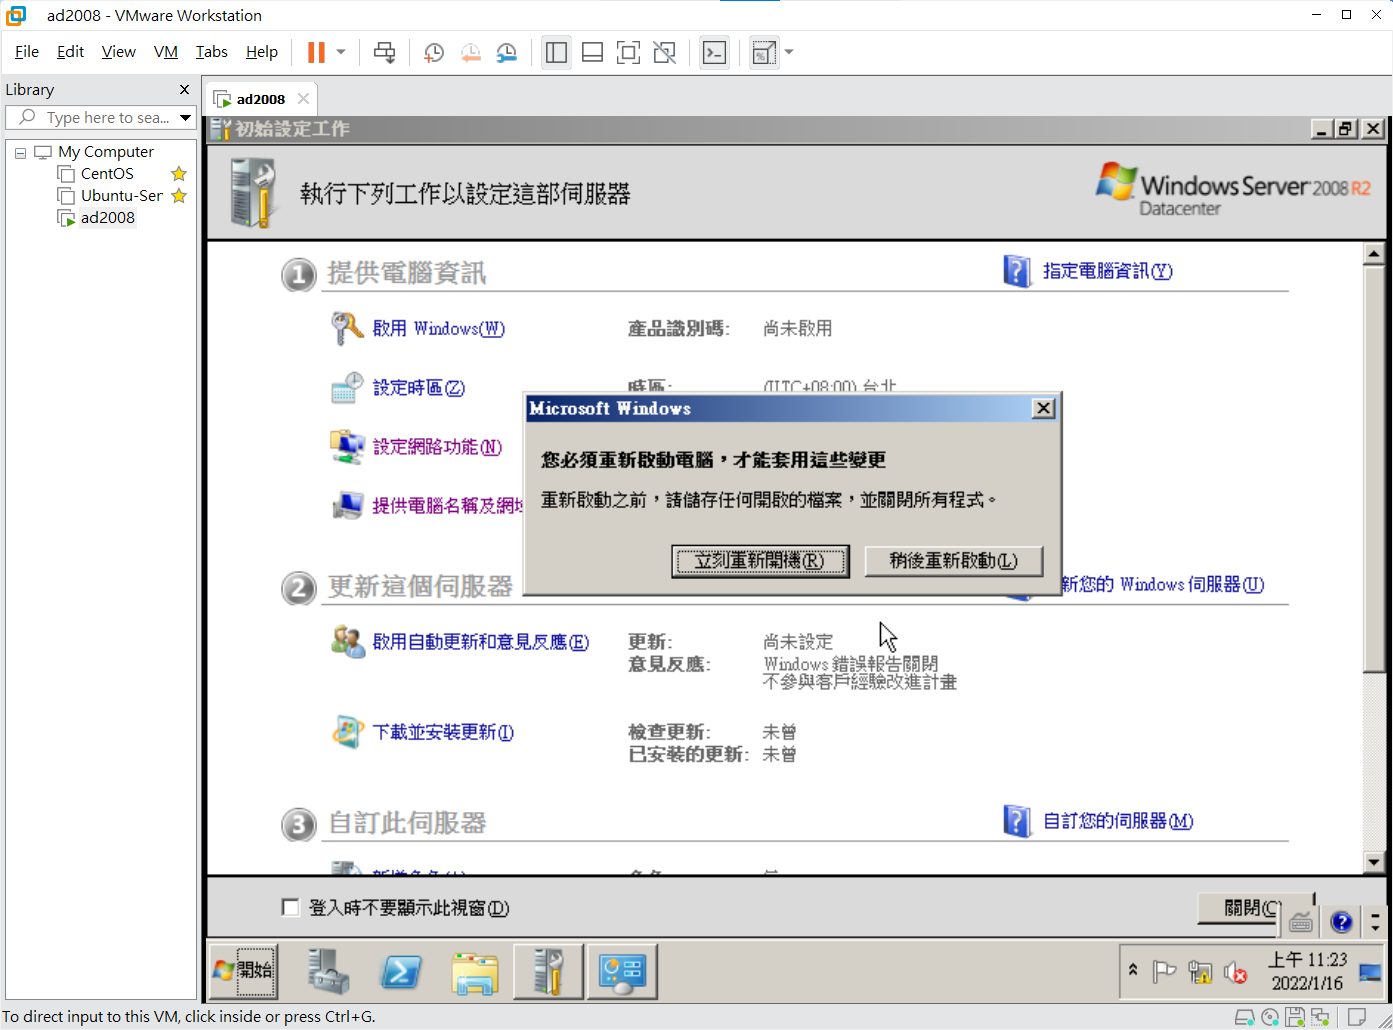 ad2008 - VMware Workstation
File Edit View VM Tabs Help
Library
Type here to sea...
My Computer
CentOS
Ubuntu-Ser
ad2008
ad2008
初始設定工作
執行下列工作以設定這部伺服器
Windows Server 2008 R2
Datacenter
1 提供電腦資訊
指定電腦資訊(Y)
啟用 Windows(W) 產品識別碼: 尚未啟用
設定時區(Z) 時區: (UTC+08:00) 台北
設定網路功能(N)
提供電腦名稱及網
Microsoft Windows
您必須重新啟動電腦，才能套用這些變更
重新啟動之前，請儲存任何開啟的檔案，並關閉所有程式。
立刻重新開機(R) 稍後重新啟動(L)
2 更新這個伺服器
新您的 Windows 伺服器(U)
啟用自動更新和意見反應(E) 更新: 尚未設定
意見反應: Windows 錯誤報告關閉
不參與客戶經驗改進計畫
下載並安裝更新(I) 檢查更新: 未曾
已安裝的更新: 未曾
3 自訂此伺服器
自訂您的伺服器(M)
登入時不要顯示此視窗(D)
關閉(C
開始
上午 11:23
2022/1/16
To direct input to this VM, click inside or press Ctrl+G.